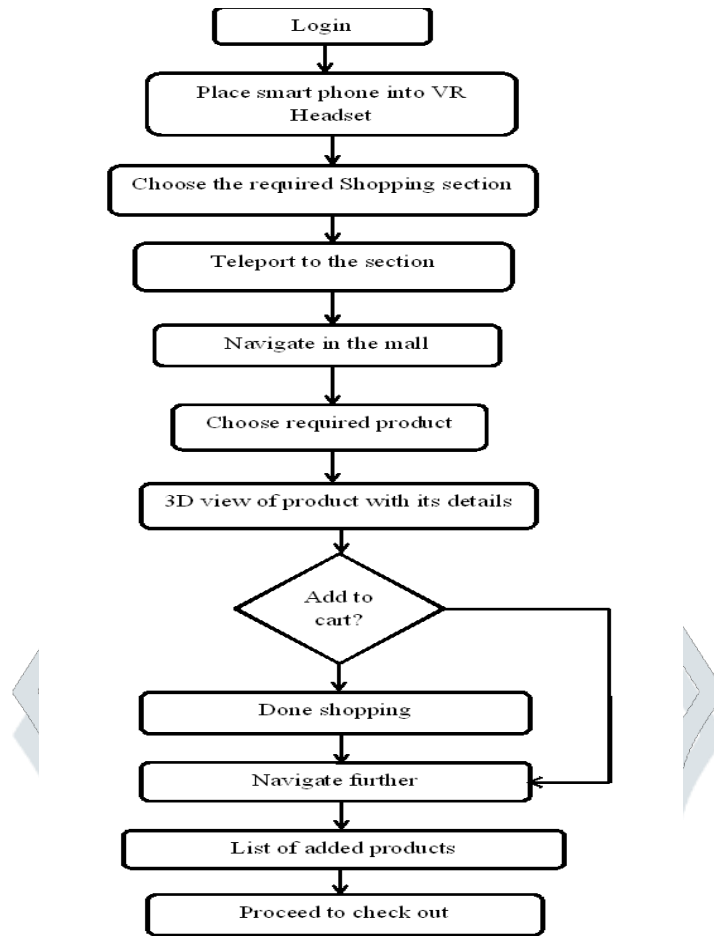 Login
Place smart phone into VR
Headset
Choose the required Shopping section
Teleport to the section
Navigate in the mall
Choose required product
3D view of product with its details
Add to
cart?
Done shopping
Navigate further
List of added products
Proceed to check out